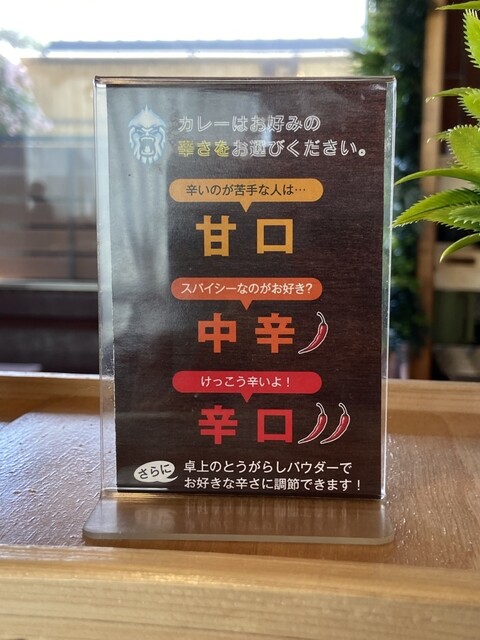 カレーはお好みの
辛さをお選びください。
辛いのが苦手な人は…
甘口
スパイシーなのがお好き?
中辛
けっこう辛いよ!
辛口
さらに
卓上のとうがらしパウダーで
お好きな辛さに調節できます!